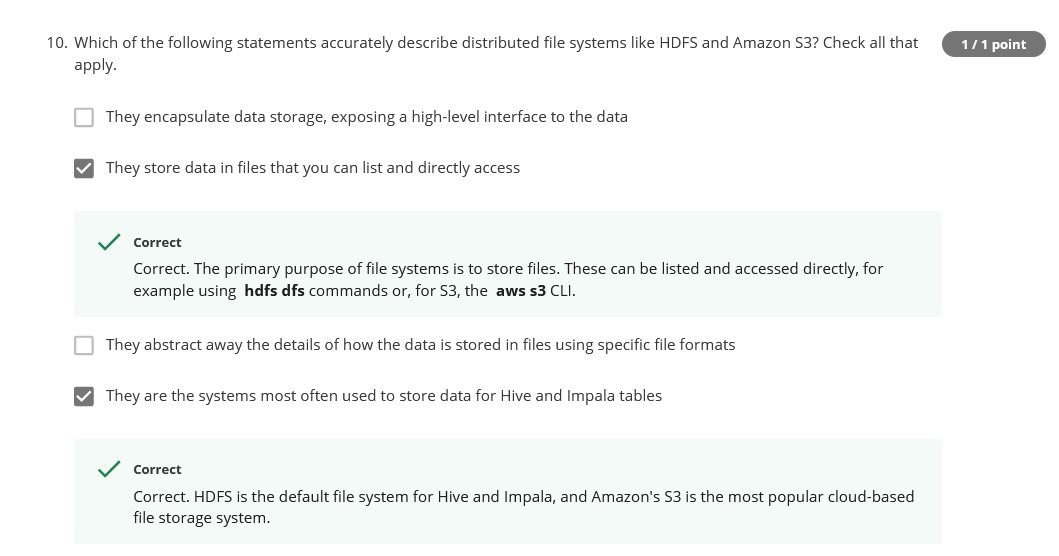 10. Which of the following statements accurately describe distributed file systems like HDFS and Amazon S3? Check all that
apply.
1 / 1 point
They encapsulate data storage, exposing a high-level interface to the data
They store data in files that you can list and directly access
Correct
Correct. The primary purpose of file systems is to store files. These can be listed and accessed directly, for
example using hdfs dfs commands or, for S3, the aws s3 CLI.
They abstract away the details of how the data is stored in files using specific file formats
They are the systems most often used to store data for Hive and Impala tables
Correct
Correct. HDFS is the default file system for Hive and Impala, and Amazon's S3 is the most popular cloud-based
file storage system.